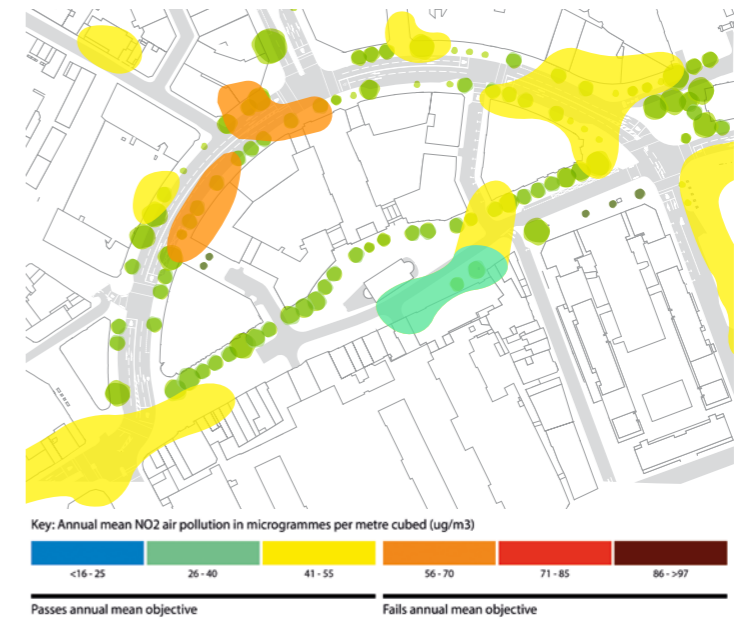 Key: Annual mean NO2 air pollution in microgrammes per metre cubed (ug/m3)
<16 - 25 26 - 40 41 - 55 56 - 70 71 - 85 86 - >97
Passes annual mean objective Fails annual mean objective